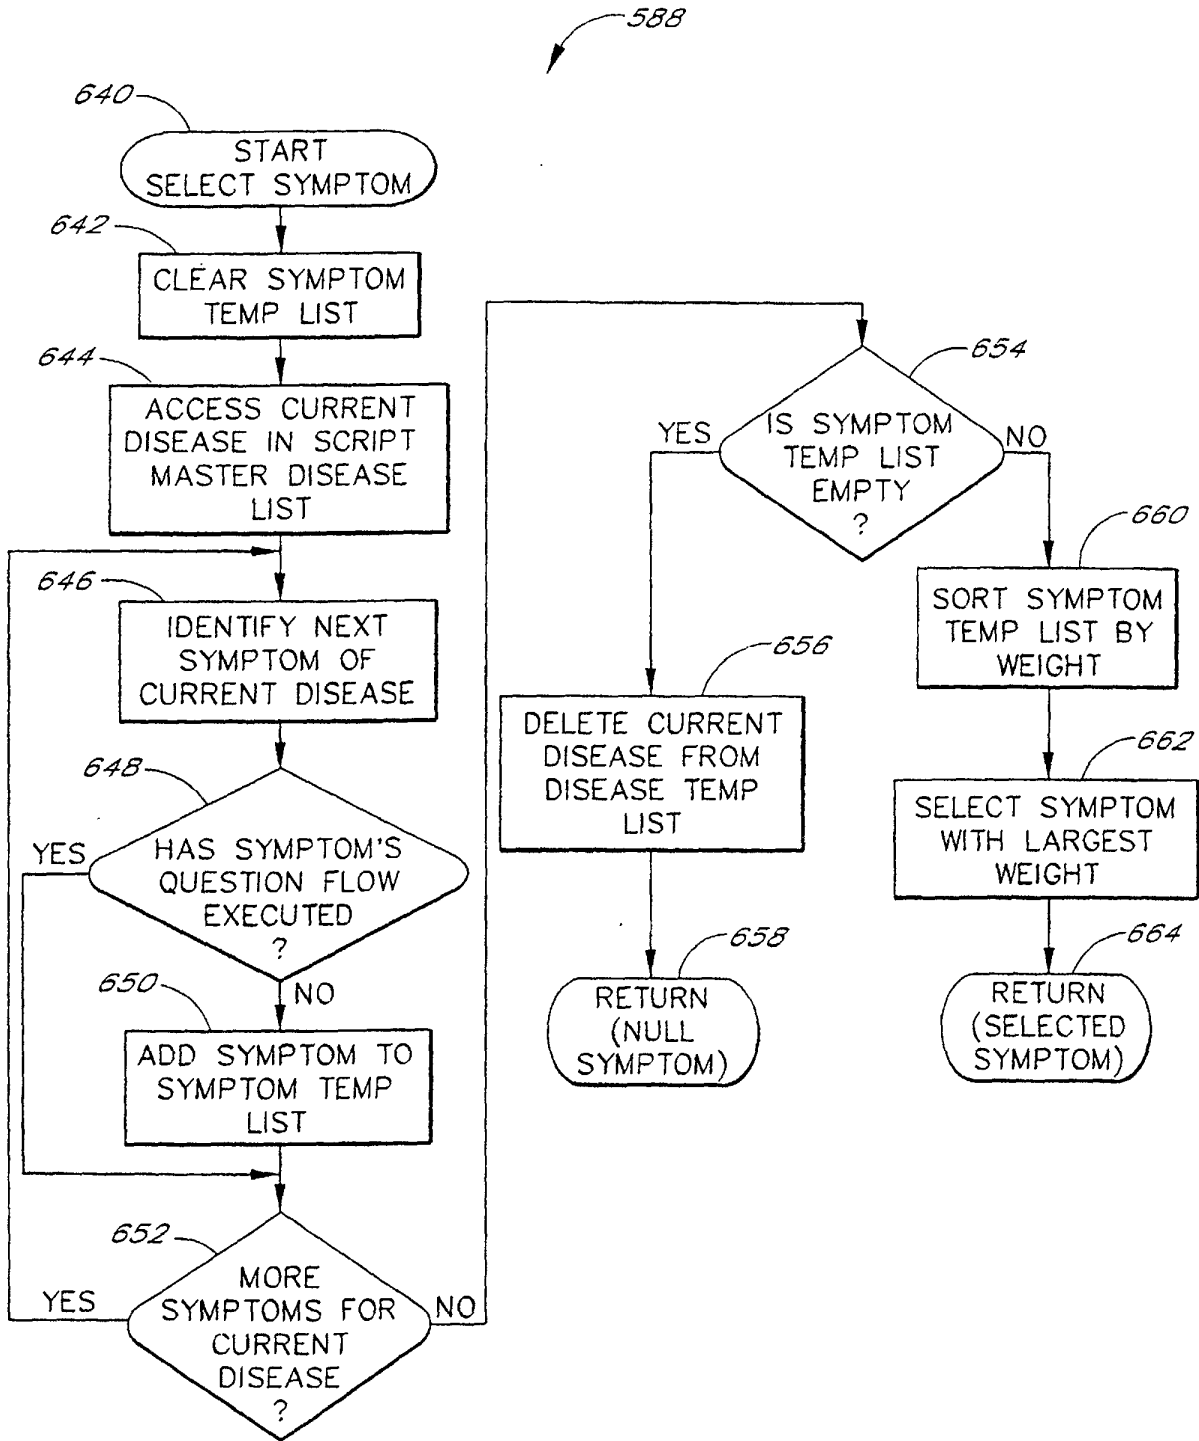 588
640
START
SELECT SYMPTOM
642
CLEAR SYMPTOM
TEMP LIST
644
ACCESS CURRENT
DISEASE IN SCRIPT
MASTER DISEASE
LIST
646
IDENTIFY NEXT
SYMPTOM OF
CURRENT DISEASE
648
YES
HAS SYMPTOM'S
QUESTION FLOW
EXECUTED
?
NO
650
ADD SYMPTOM TO
SYMPTOM TEMP
LIST
652
YES
MORE
SYMPTOMS FOR
CURRENT
DISEASE
?
NO
654
YES
IS SYMPTOM
TEMP LIST
EMPTY
?
NO
656
DELETE CURRENT
DISEASE FROM
DISEASE TEMP
LIST
658
RETURN
(NULL
SYMPTOM)
660
SORT SYMPTOM
TEMP LIST BY
WEIGHT
662
SELECT SYMPTOM
WITH LARGEST
WEIGHT
664
RETURN
(SELECTED
SYMPTOM)